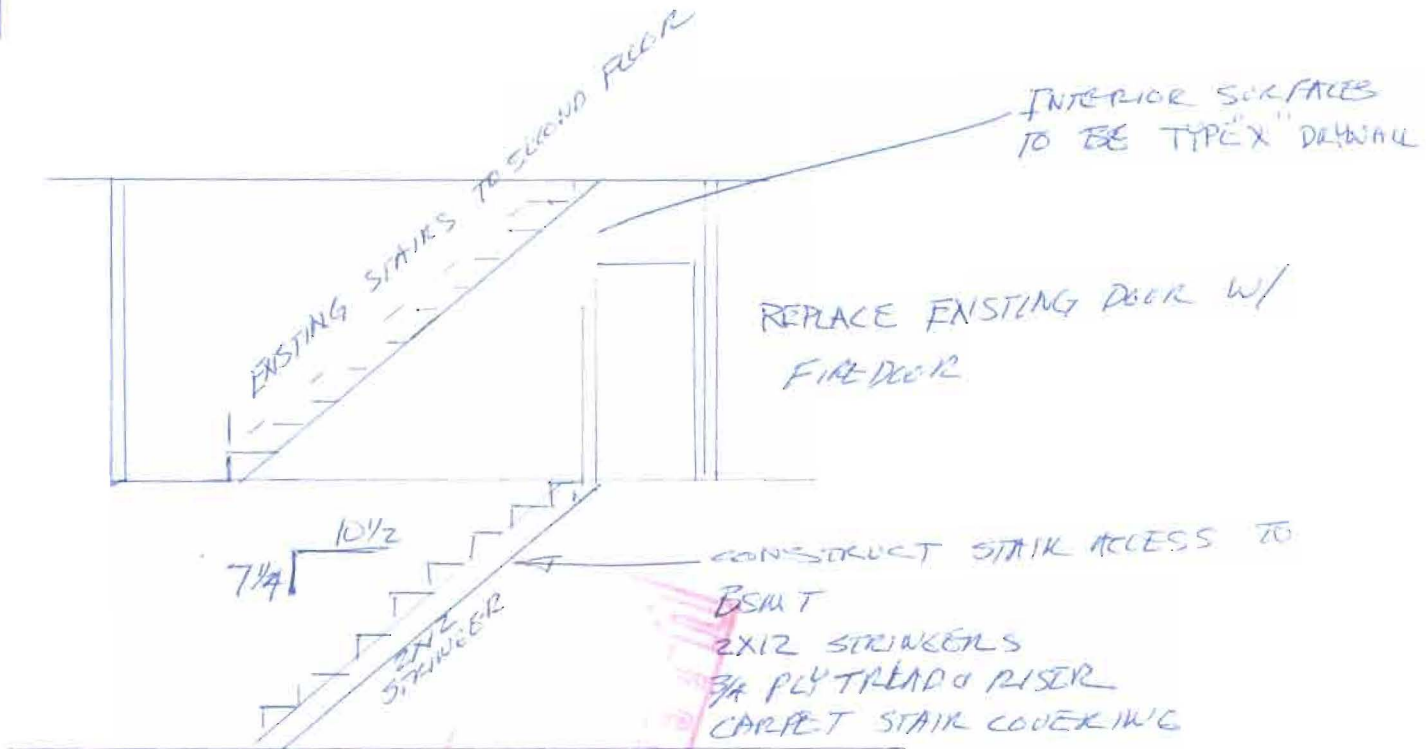 INTERIOR SURFACES
TO BE TYPE "X" DRYWALL
EXISTING STAIRS TO SECOND FLOOR
REPLACE EXISTING DOOR W/
FIRE DOOR
10 1/2
7 1/4
2X12
STRINGER
CONSTRUCT STAIR ACCESS TO
BSMT
2X12 STRINGERS
3/4 PLY TREAD & RISER
CARPET STAIR COVERING